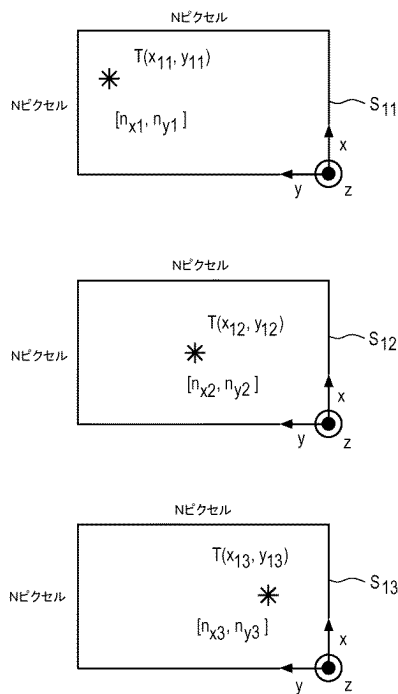 Nピクセル
T(x11, y11)
Nピクセル
[nx1, ny1 ]
S11
x
y
z
Nピクセル
T(x12, y12)
S12
Nピクセル
[nx2, ny2 ]
x
y
z
Nピクセル
T(x13, y13)
S13
Nピクセル
[nx3, ny3 ]
x
y
z